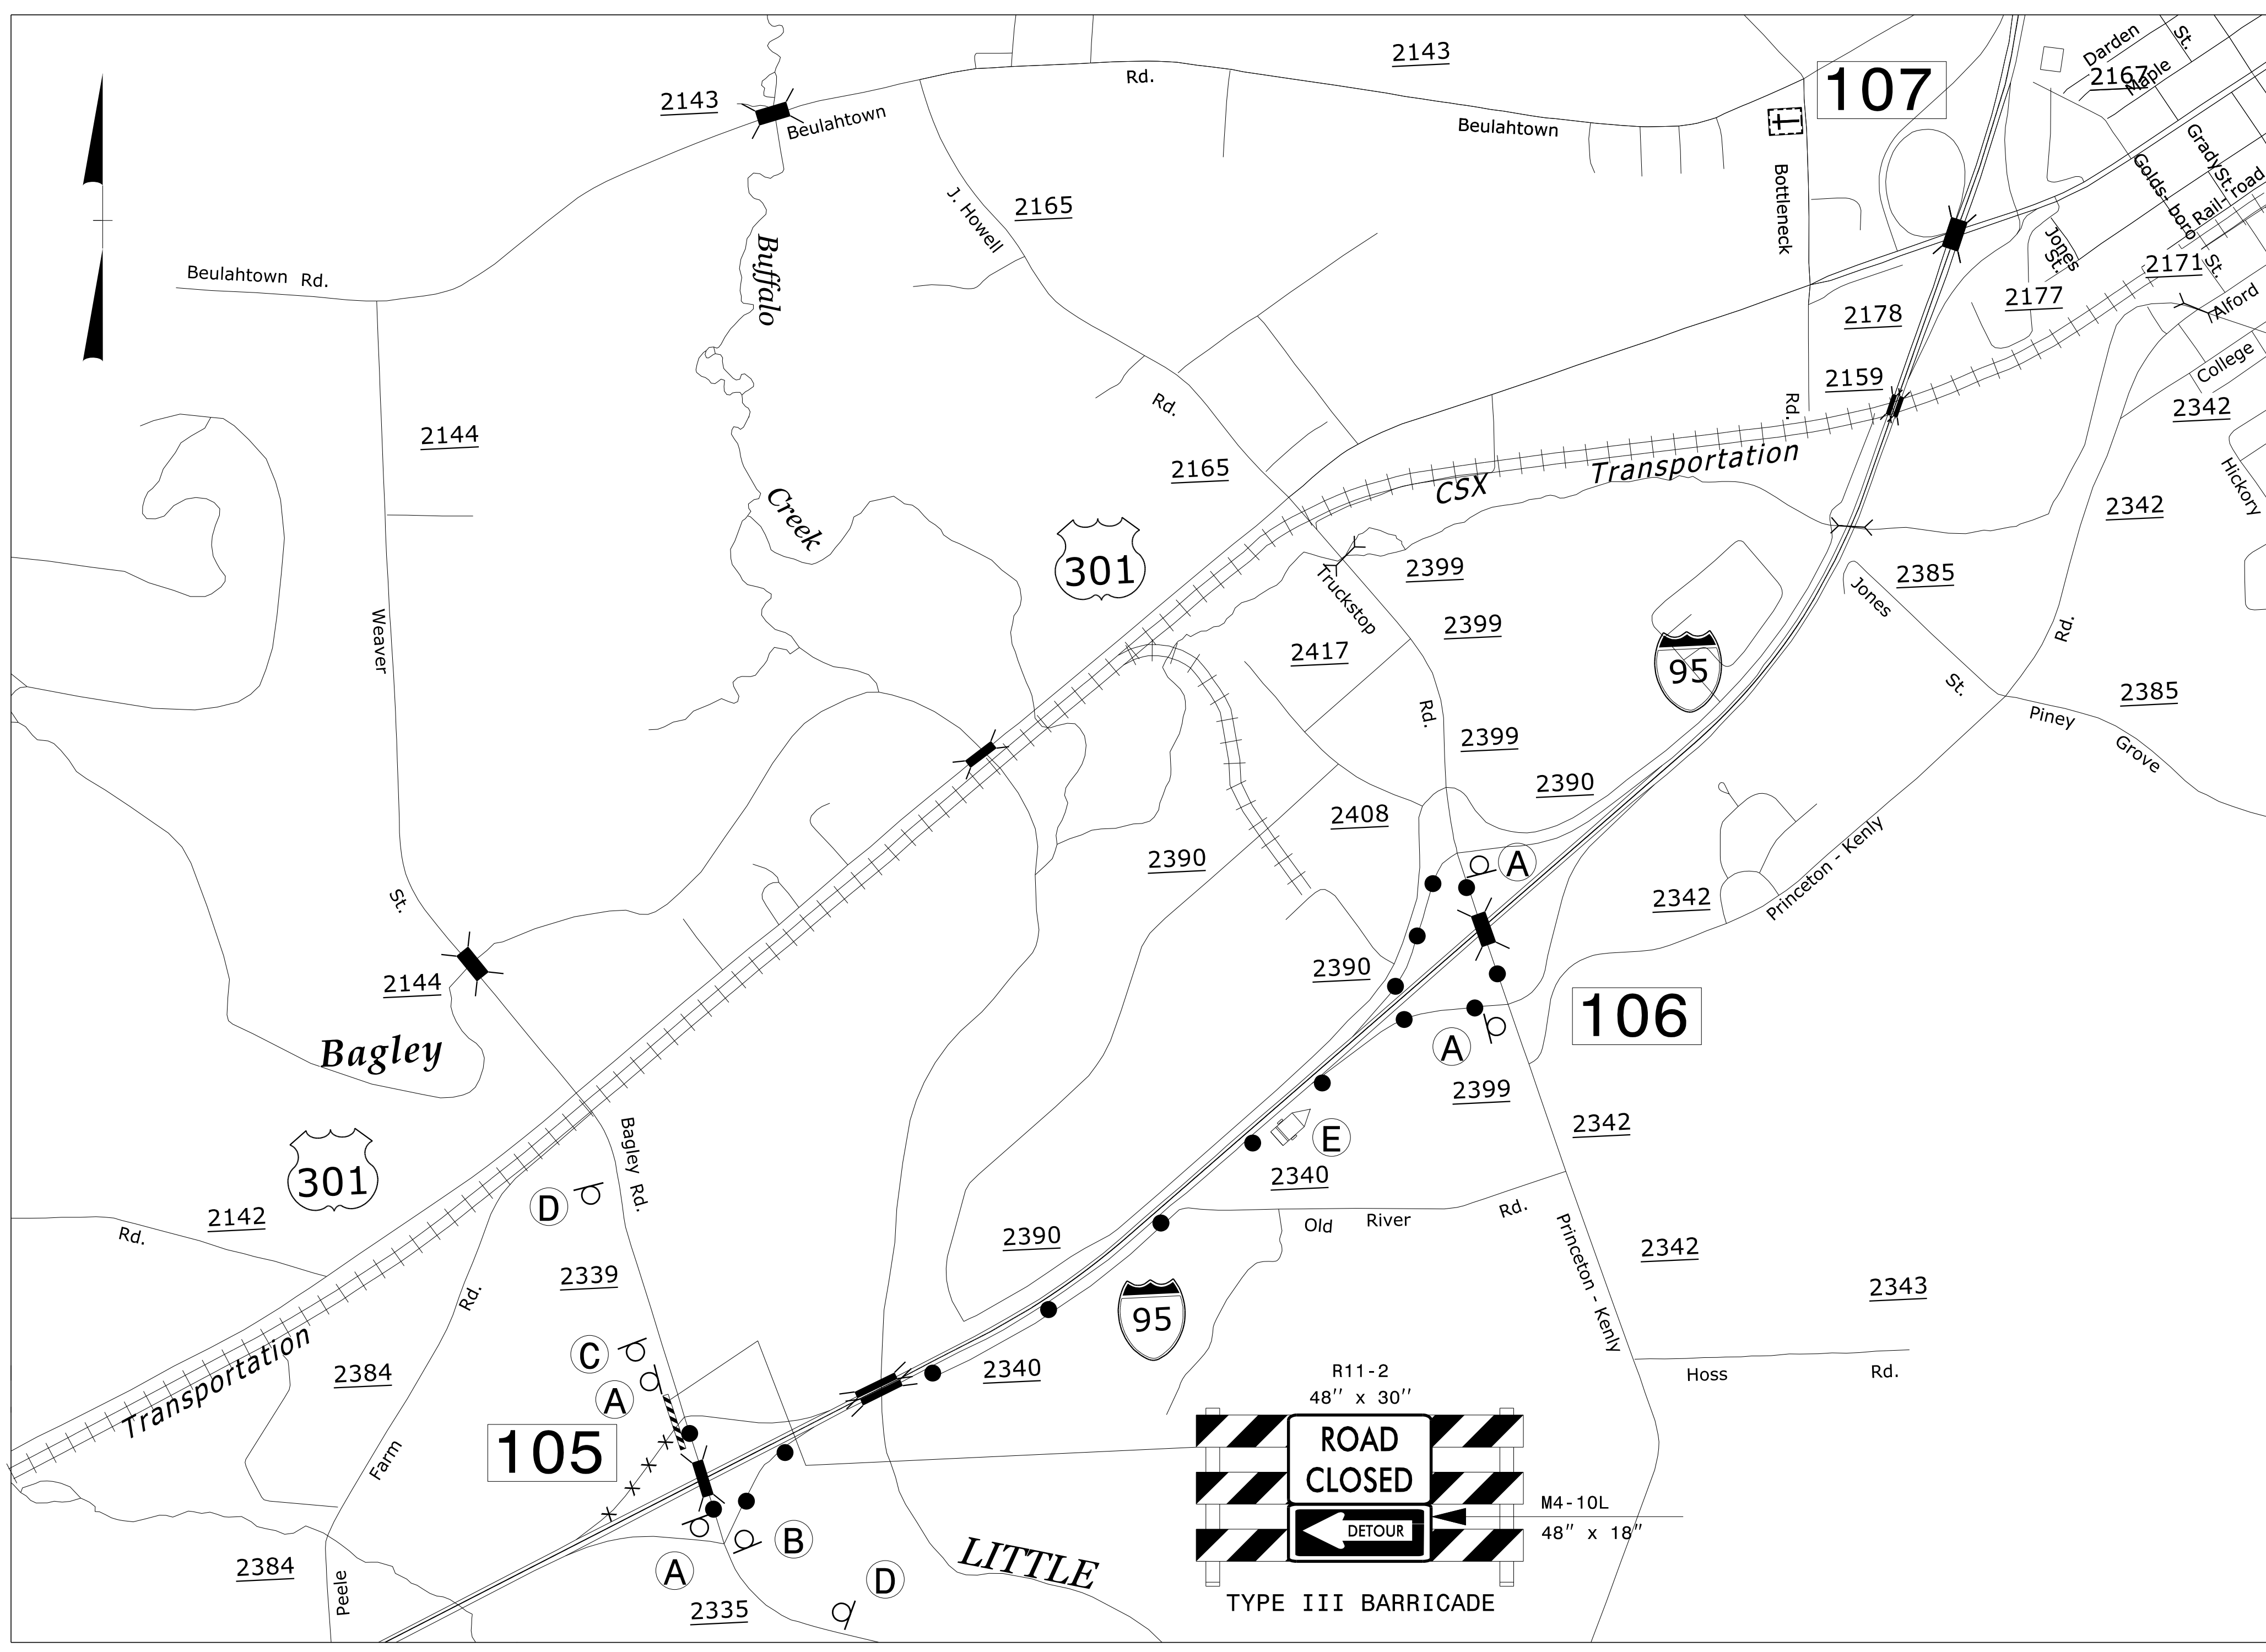 2143
107
Darden
St.
2167
Maple
2143
Beulahtown
Rd.
Beulahtown
Bottleneck
Grady St.
Golds- boro
Rail- road
J. Howell
2165
Buffalo
Jones
St.
St.
2171
Beulahtown Rd.
2177
2178
Alford
College
2159
Rd.
Rd.
2342
2144
2165
Transportation
CSX
Creek
Hickory
2342
301
2399
Truckstop
2385
Jones
Weaver
2399
Rd.
2417
95
2385
St.
Piney
Grove
Rd.
2399
2390
2408
2390
Princeton - Kenly
A
2342
St.
2144
2390
106
Bagley
A
2399
2342
Bagley Rd.
E
2340
301
D
2142
Rd.
2390
Old River Rd.
Princeton - Kenly
2342
2339
2343
Rd.
95
Transportation
2384
C
A
2340
Hoss Rd.
R11-2
48" x 30"
105
Farm
ROAD
CLOSED
M4-10L
DETOUR
48" x 18"
B
A
2384
Peele
D
LITTLE
2335
TYPE III BARRICADE